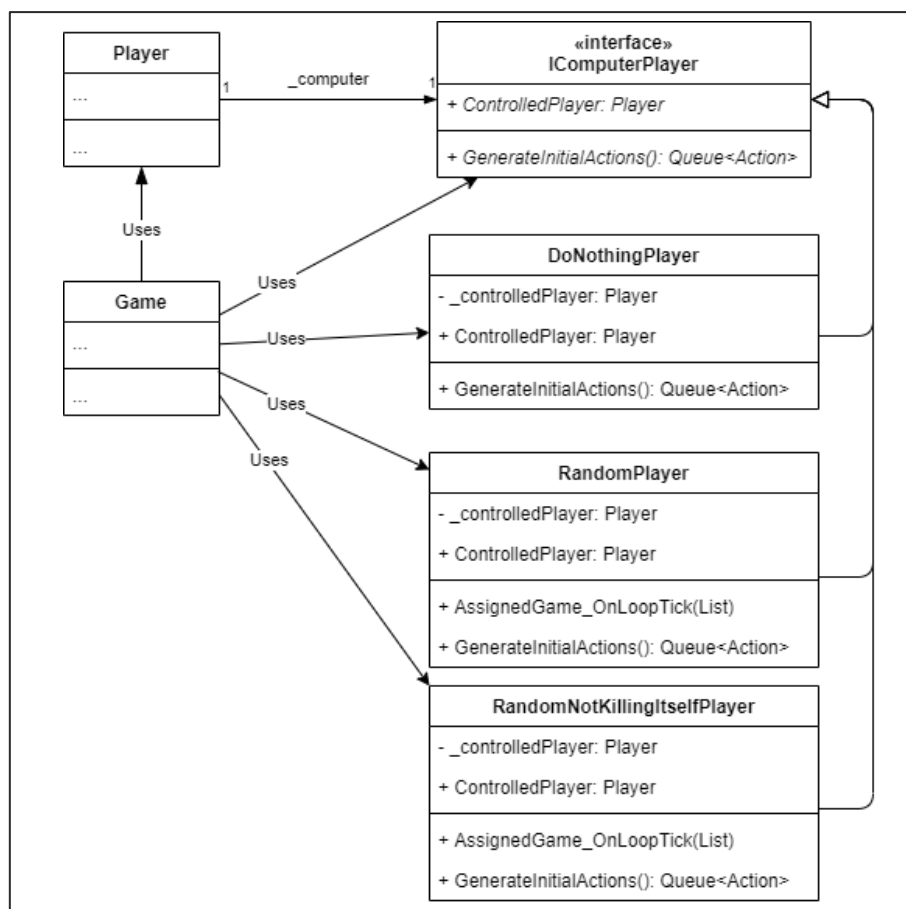 Player
...
...
1
_computer
1
«interface»
IComputerPlayer
+ ControlledPlayer: Player
+ GenerateInitialActions(): Queue<Action>
Uses
Uses
Game
...
...
Uses
Uses
Uses
DoNothingPlayer
- _controlledPlayer: Player
+ ControlledPlayer: Player
+ GenerateInitialActions(): Queue<Action>
RandomPlayer
- _controlledPlayer: Player
+ ControlledPlayer: Player
+ AssignedGame_OnLoopTick(List)
+ GenerateInitialActions(): Queue<Action>
RandomNotKillingItselfPlayer
- _controlledPlayer: Player
+ ControlledPlayer: Player
+ AssignedGame_OnLoopTick(List)
+ GenerateInitialActions(): Queue<Action>